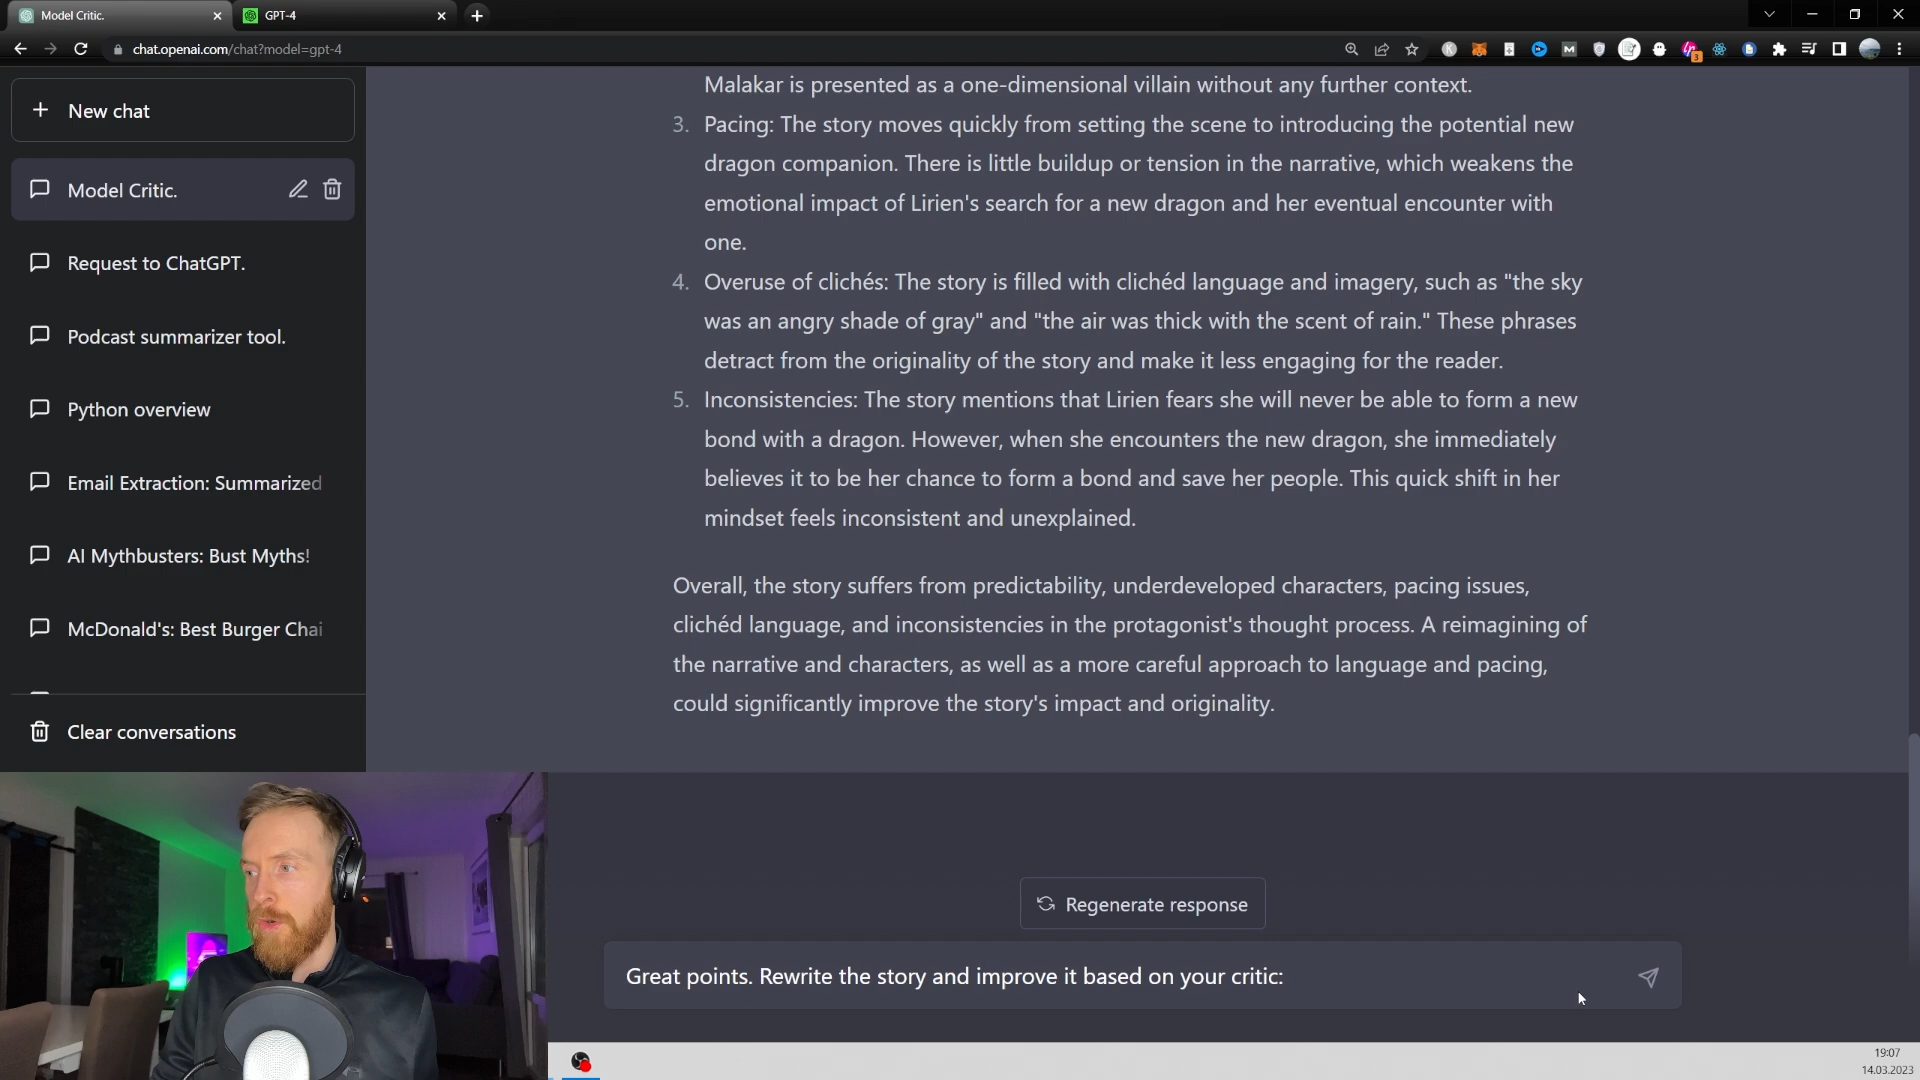 Model Critic.
GPT-4
chat.openai.com/chat?model=gpt-4
3
New chat
Model Critic.
Request to ChatGPT.
Podcast summarizer tool.
Python overview
Email Extraction: Summarized
AI Mythbusters: Bust Myths!
McDonald's: Best Burger Chai
Clear conversations
Malakar is presented as a one-dimensional villain without any further context.
3. Pacing: The story moves quickly from setting the scene to introducing the potential new
dragon companion. There is little buildup or tension in the narrative, which weakens the
emotional impact of Lirien's search for a new dragon and her eventual encounter with
one.
4. Overuse of clichés: The story is filled with clichéd language and imagery, such as "the sky
was an angry shade of gray" and "the air was thick with the scent of rain." These phrases
detract from the originality of the story and make it less engaging for the reader.
5. Inconsistencies: The story mentions that Lirien fears she will never be able to form a new
bond with a dragon. However, when she encounters the new dragon, she immediately
believes it to be her chance to form a bond and save her people. This quick shift in her
mindset feels inconsistent and unexplained.
Overall, the story suffers from predictability, underdeveloped characters, pacing issues,
clichéd language, and inconsistencies in the protagonist's thought process. A reimagining of
the narrative and characters, as well as a more careful approach to language and pacing,
could significantly improve the story's impact and originality.
Regenerate response
Great points. Rewrite the story and improve it based on your critic:
19:07
14.03.2023